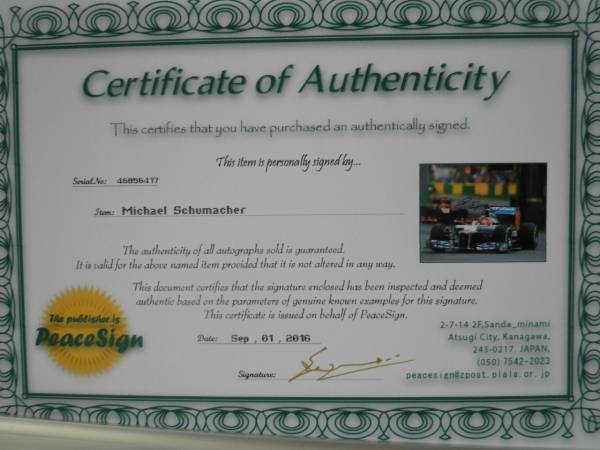 Certificate of Authenticity
This certifies that you have purchased an authentically signed.
This item is personally signed by...
Serial.No: 46856417
Item: Michael Schumacher
The authenticity of all autographs sold is guaranteed.
It is valid for the above named item provided that it is not altered in any way.
This document certifies that the signature enclosed has been inspected and deemed
authentic based on the parameters of genuine known examples for this signature.
This certificate is issued on behalf of PeaceSign.
The publisher is
PeaceSign
Date: Sep , 01 , 2016
Signature:
2-7-14 2F,Sanda_minami
Atsugi City, Kanagawa,
243-0217, JAPAN,
(050) 7542-2023
peacesign@zpost.plala.or.jp